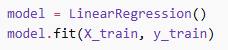 model = LinearRegression()
model.fit(X_train, y_train)